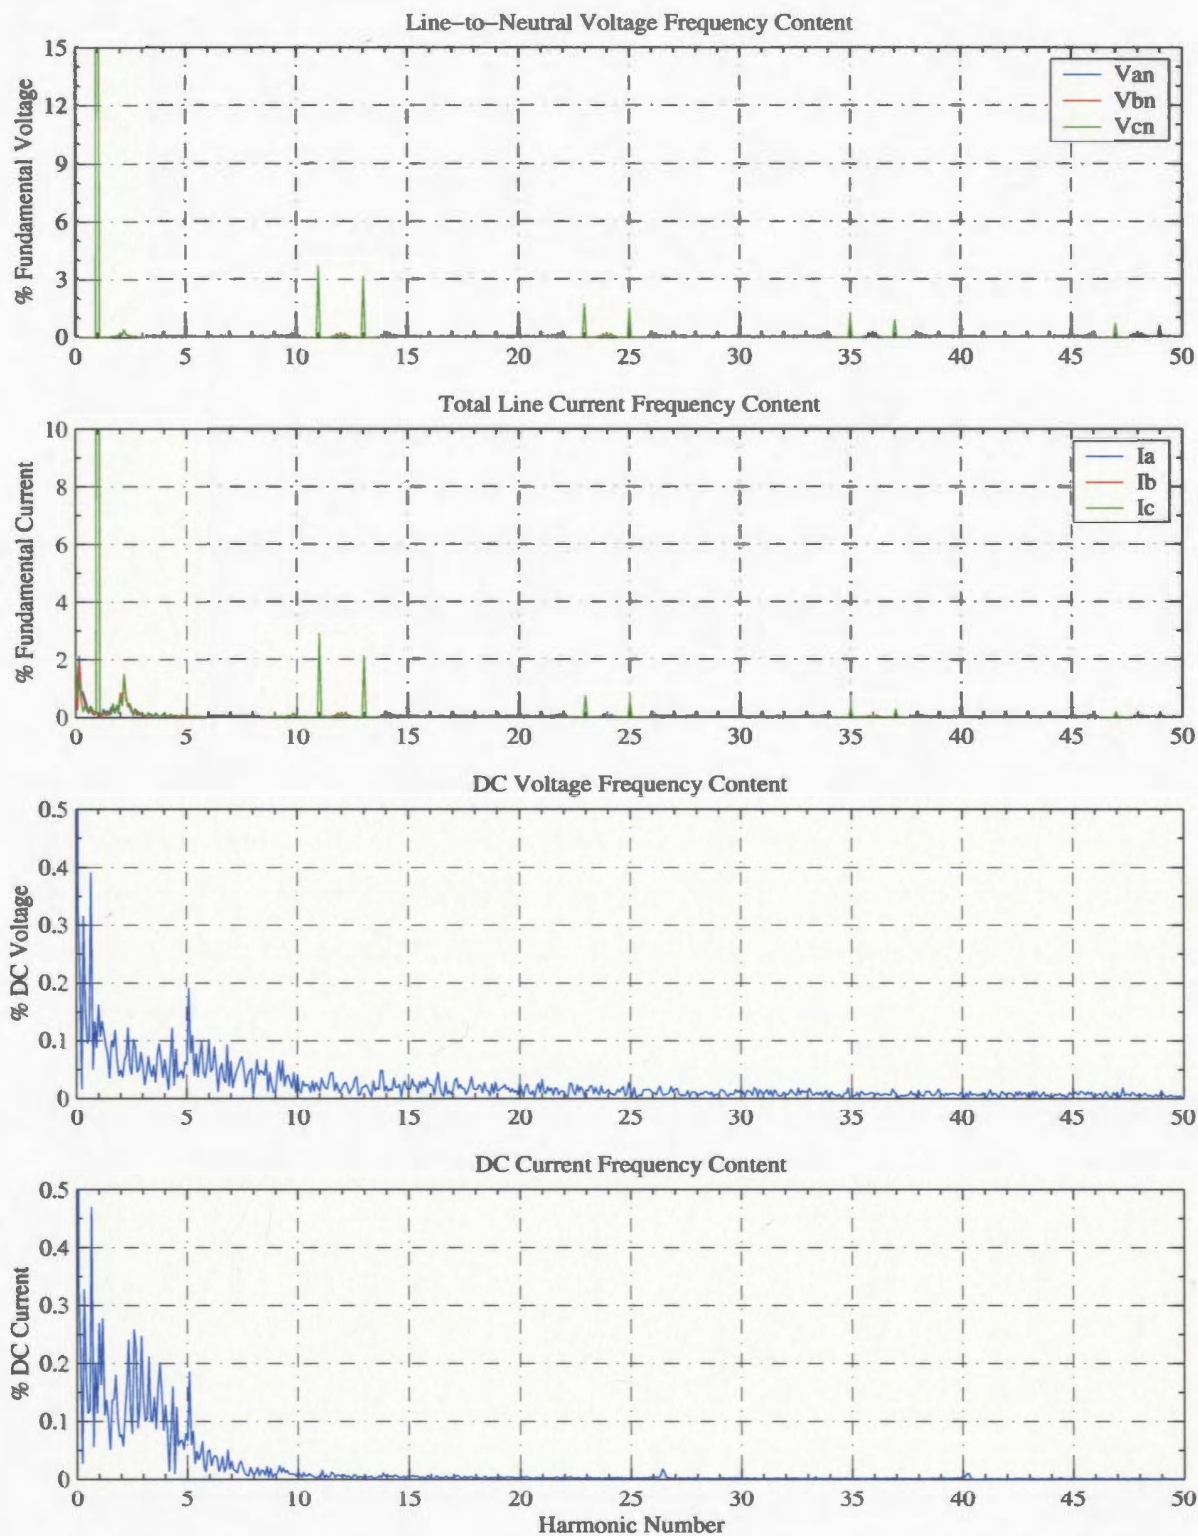 Line−to−Neutral Voltage Frequency Content
% Fundamental Voltage
15
12
9
6
3
0
0 5 10 15 20 25 30 35 40 45 50
Van
Vbn
Vcn
Total Line Current Frequency Content
% Fundamental Current
10
8
6
4
2
0
0 5 10 15 20 25 30 35 40 45 50
Ia
Ib
Ic
DC Voltage Frequency Content
% DC Voltage
0.5
0.4
0.3
0.2
0.1
0
0 5 10 15 20 25 30 35 40 45 50
DC Current Frequency Content
% DC Current
0.5
0.4
0.3
0.2
0.1
0
0 5 10 15 20 25 30 35 40 45 50
Harmonic Number